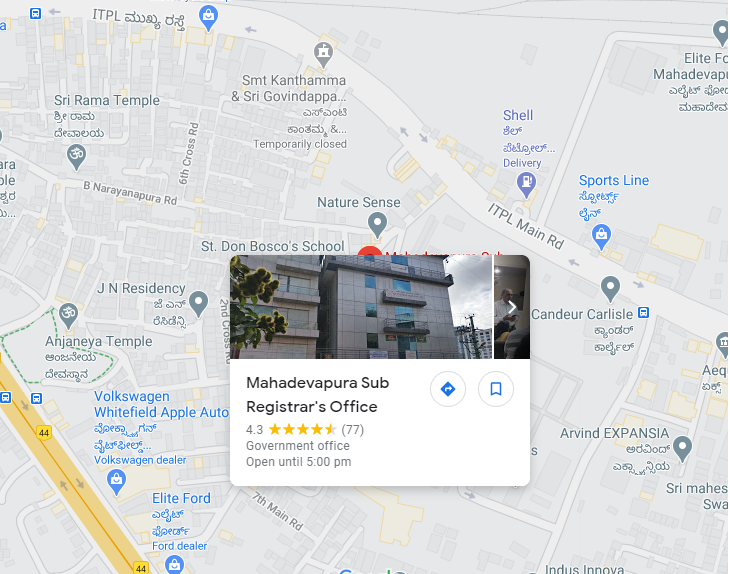 ITPL ಮುಖ್ಯ ರಸ್ತೆ
Smt Kanthamma
& Sri Govindappa...
ಎಸ್ಎಂಟಿ
ಕಾಂತಮ್ಮ &...
Temporarily closed
Elite Fo
Mahadevapu
ಎಲೈಟ್ ಫೋರ
ಮಹಾದೇವ
Sri Rama Temple
ಶ್ರೀ ರಾಮ
ದೇವಾಲಯ
6th Cross Rd
Shell
ಶೆಲ್
ಪೆಟ್ರೋಲ್...
Delivery
B Narayanapura Rd
Sports Line
ಸ್ಪೋರ್ಟ್ಸ್
ಲೈನ್
Nature Sense
ITPL Main Rd
St. Don Bosco's School
Mahadevapura Sub
J N Residency
ಜೆ ಎನ್
ರೆಸಿಡೆನ್ಸಿ
2nd Cross Rd
Candeur Carlisle
ಕ್ಯಾಂಡರ್
ಕಾರ್ಲೈಲ್
Anjaneya Temple
ಆಂಜನೇಯ
ದೇವಸ್ಥಾನ
Mahadevapura Sub
Registrar's Office
4.3 (77)
Government office
Open until 5:00 pm
Aeq
ಏಕ್ಸ್
Volkswagen
Whitefield Apple Auto
ವೋಕ್ಸ್ವಾಗನ್
ವೈಟ್‌ಫೀಲ್ಡ್...
Volkswagen dealer
44
Arvind EXPANSIA
ಅರವಿಂದ್
ಎಕ್ಸ್ಪಾನ್ಸಿಯ
Elite Ford
ಎಲೈಟ್
ಫೋರ್ಡ್
Ford dealer
7th Main Rd
Sri mahes
Swa
44
Indus Innova